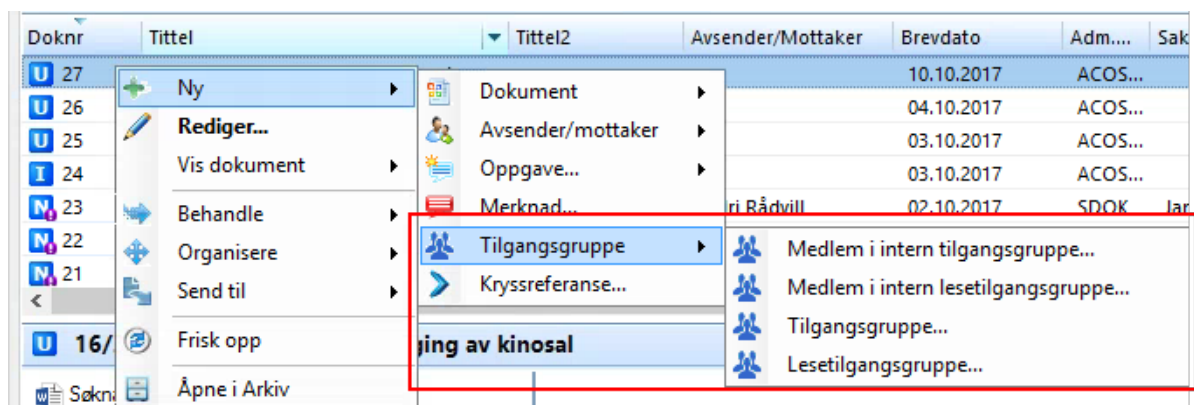 Doknr Tittel Tittel2 Avsender/Mottaker Brevdato Adm.... Sak
U 27 10.10.2017 ACOS...
U 26 04.10.2017 ACOS...
U 25 03.10.2017 ACOS...
I 24 03.10.2017 ACOS...
N 23 Rådvill 02.10.2017 SDOK Jar
N 22
N 21
Ny
Rediger...
Vis dokument
Behandle
Organisere
Send til
Frisk opp
Åpne i Arkiv
Dokument
Avsender/mottaker
Oppgave...
Merknad...
Tilgangsgruppe
Kryssreferanse...
Medlem i intern tilgangsgruppe...
Medlem i intern lesetilgangsgruppe...
Tilgangsgruppe...
Lesetilgangsgruppe...
U 16/ ging av kinosal
Søkna